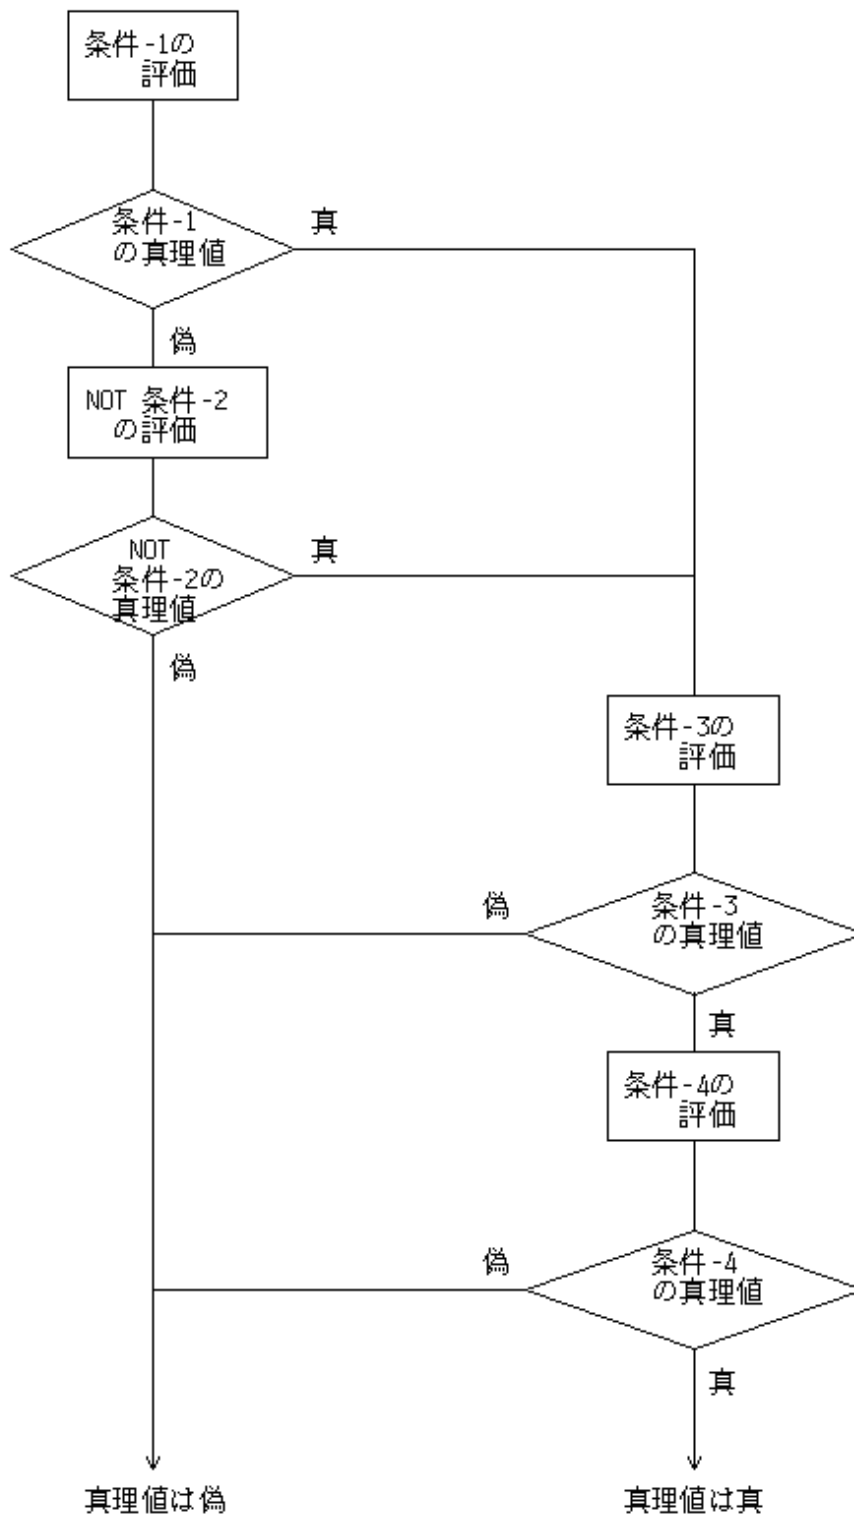 条件-1の
評価
条件-1
の真理値
真
偽
NOT 条件-2
の評価
NOT
条件-2の
真理値
真
偽
条件-3の
評価
条件-3
の真理値
偽
真
条件-4の
評価
条件-4
の真理値
偽
真
真理値は偽
真理値は真